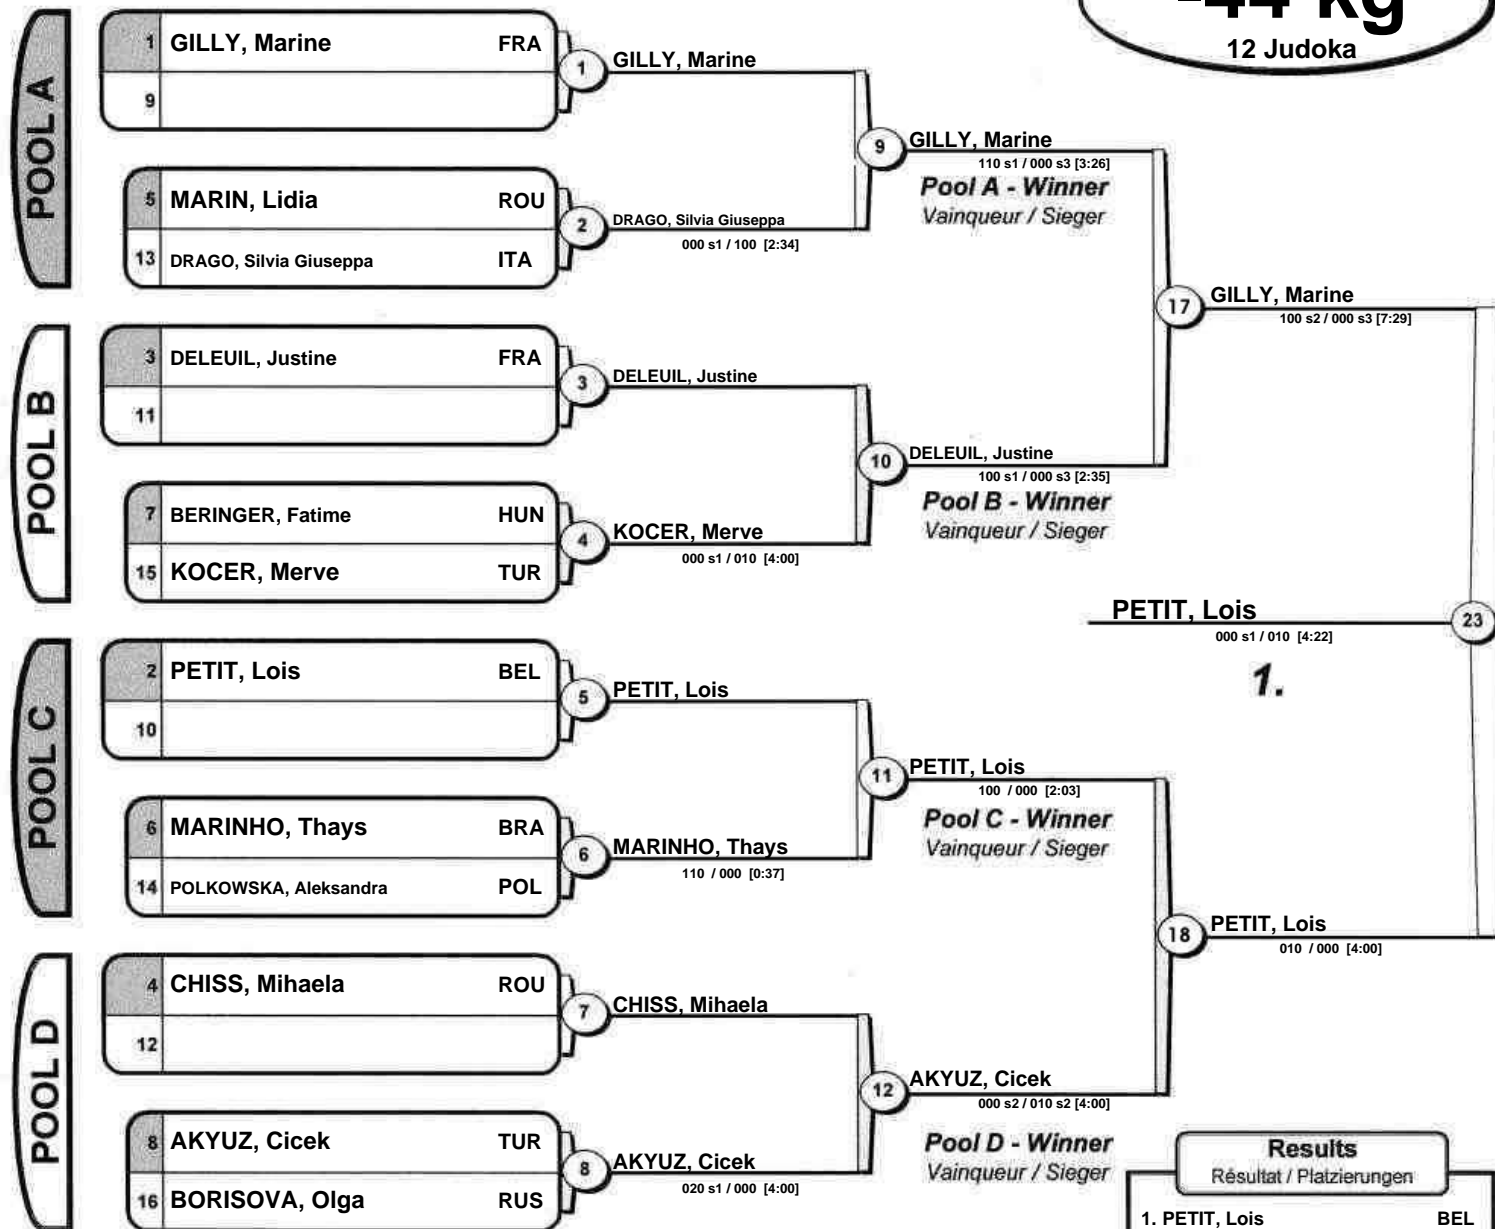 -44 kg
12 Judoka
POOL A
1 GILLY, Marine FRA
9
1 GILLY, Marine
5 MARIN, Lidia ROU
13 DRAGO, Silvia Giuseppa ITA
2 DRAGO, Silvia Giuseppa
000 s1 / 100 [2:34]
9 GILLY, Marine
110 s1 / 000 s3 [3:26]
Pool A - Winner
Vainqueur / Sieger
POOL B
3 DELEUIL, Justine FRA
11
3 DELEUIL, Justine
7 BERINGER, Fatime HUN
15 KOCER, Merve TUR
4 KOCER, Merve
000 s1 / 010 [4:00]
10 DELEUIL, Justine
100 s1 / 000 s3 [2:35]
Pool B - Winner
Vainqueur / Sieger
17 GILLY, Marine
100 s2 / 000 s3 [7:29]
PETIT, Lois 23
000 s1 / 010 [4:22]
1.
POOL C
2 PETIT, Lois BEL
10
5 PETIT, Lois
6 MARINHO, Thays BRA
14 POLKOWSKA, Aleksandra POL
6 MARINHO, Thays
110 / 000 [0:37]
11 PETIT, Lois
100 / 000 [2:03]
Pool C - Winner
Vainqueur / Sieger
POOL D
4 CHISS, Mihaela ROU
12
7 CHISS, Mihaela
8 AKYUZ, Cicek TUR
16 BORISOVA, Olga RUS
8 AKYUZ, Cicek
020 s1 / 000 [4:00]
12 AKYUZ, Cicek
000 s2 / 010 s2 [4:00]
Pool D - Winner
Vainqueur / Sieger
18 PETIT, Lois
010 / 000 [4:00]
Results
Résultat / Platzierungen
1. PETIT, Lois BEL